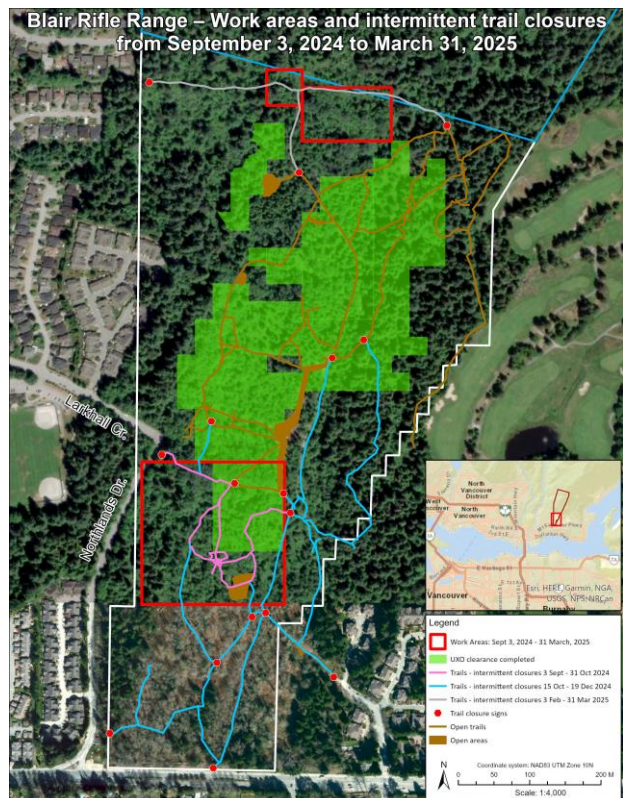 Blair Rifle Range – Work areas and intermittent trail closures
from September 3, 2024 to March 31, 2025
Larkhall Cr.
Northlands Dr.
North
Vancouver
District
West
Vancouver
North
Vancouver
E Hastings St
Vancouver
Burnaby
Esri, HERE, Garmin, NGA,
USGS, NPS, NRCan
Legend
Work Areas: Sept 3, 2024 - 31 March, 2025
UXO clearance completed
Trails - intermittent closures 3 Sept - 31 Oct 2024
Trails - intermittent closures 15 Oct - 19 Dec 2024
Trails - intermittent closures 3 Feb - 31 Mar 2025
Trail closure signs
Open trails
Open areas
N
Coordinate system: NAD83 UTM Zone 10N
0 50 100 200 M
Scale: 1:4,000